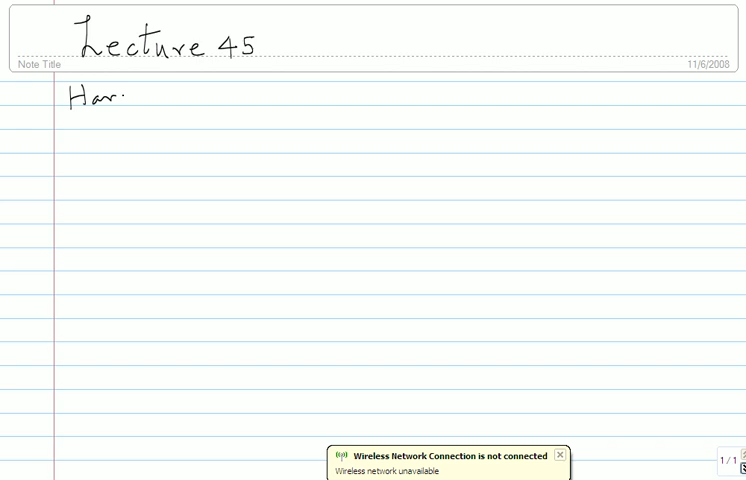 Lecture 45
Note Title
11/6/2008
Har.
Wireless Network Connection is not connected
Wireless network unavailable
1 / 1